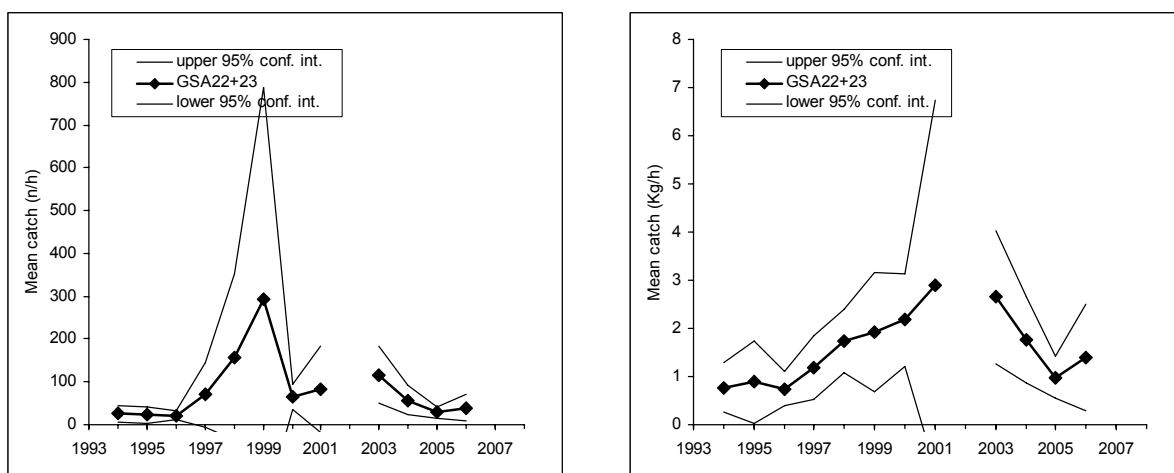 900
800
700
600
500
400
300
200
100
0
Mean catch (n/h)
upper 95% conf. int.
GSA22+23
lower 95% conf. int.
1993 1995 1997 1999 2001 2003 2005 2007
8
7
6
5
4
3
2
1
0
Mean catch (Kg/h)
upper 95% conf. int.
GSA22+23
lower 95% conf. int.
1993 1995 1997 1999 2001 2003 2005 2007